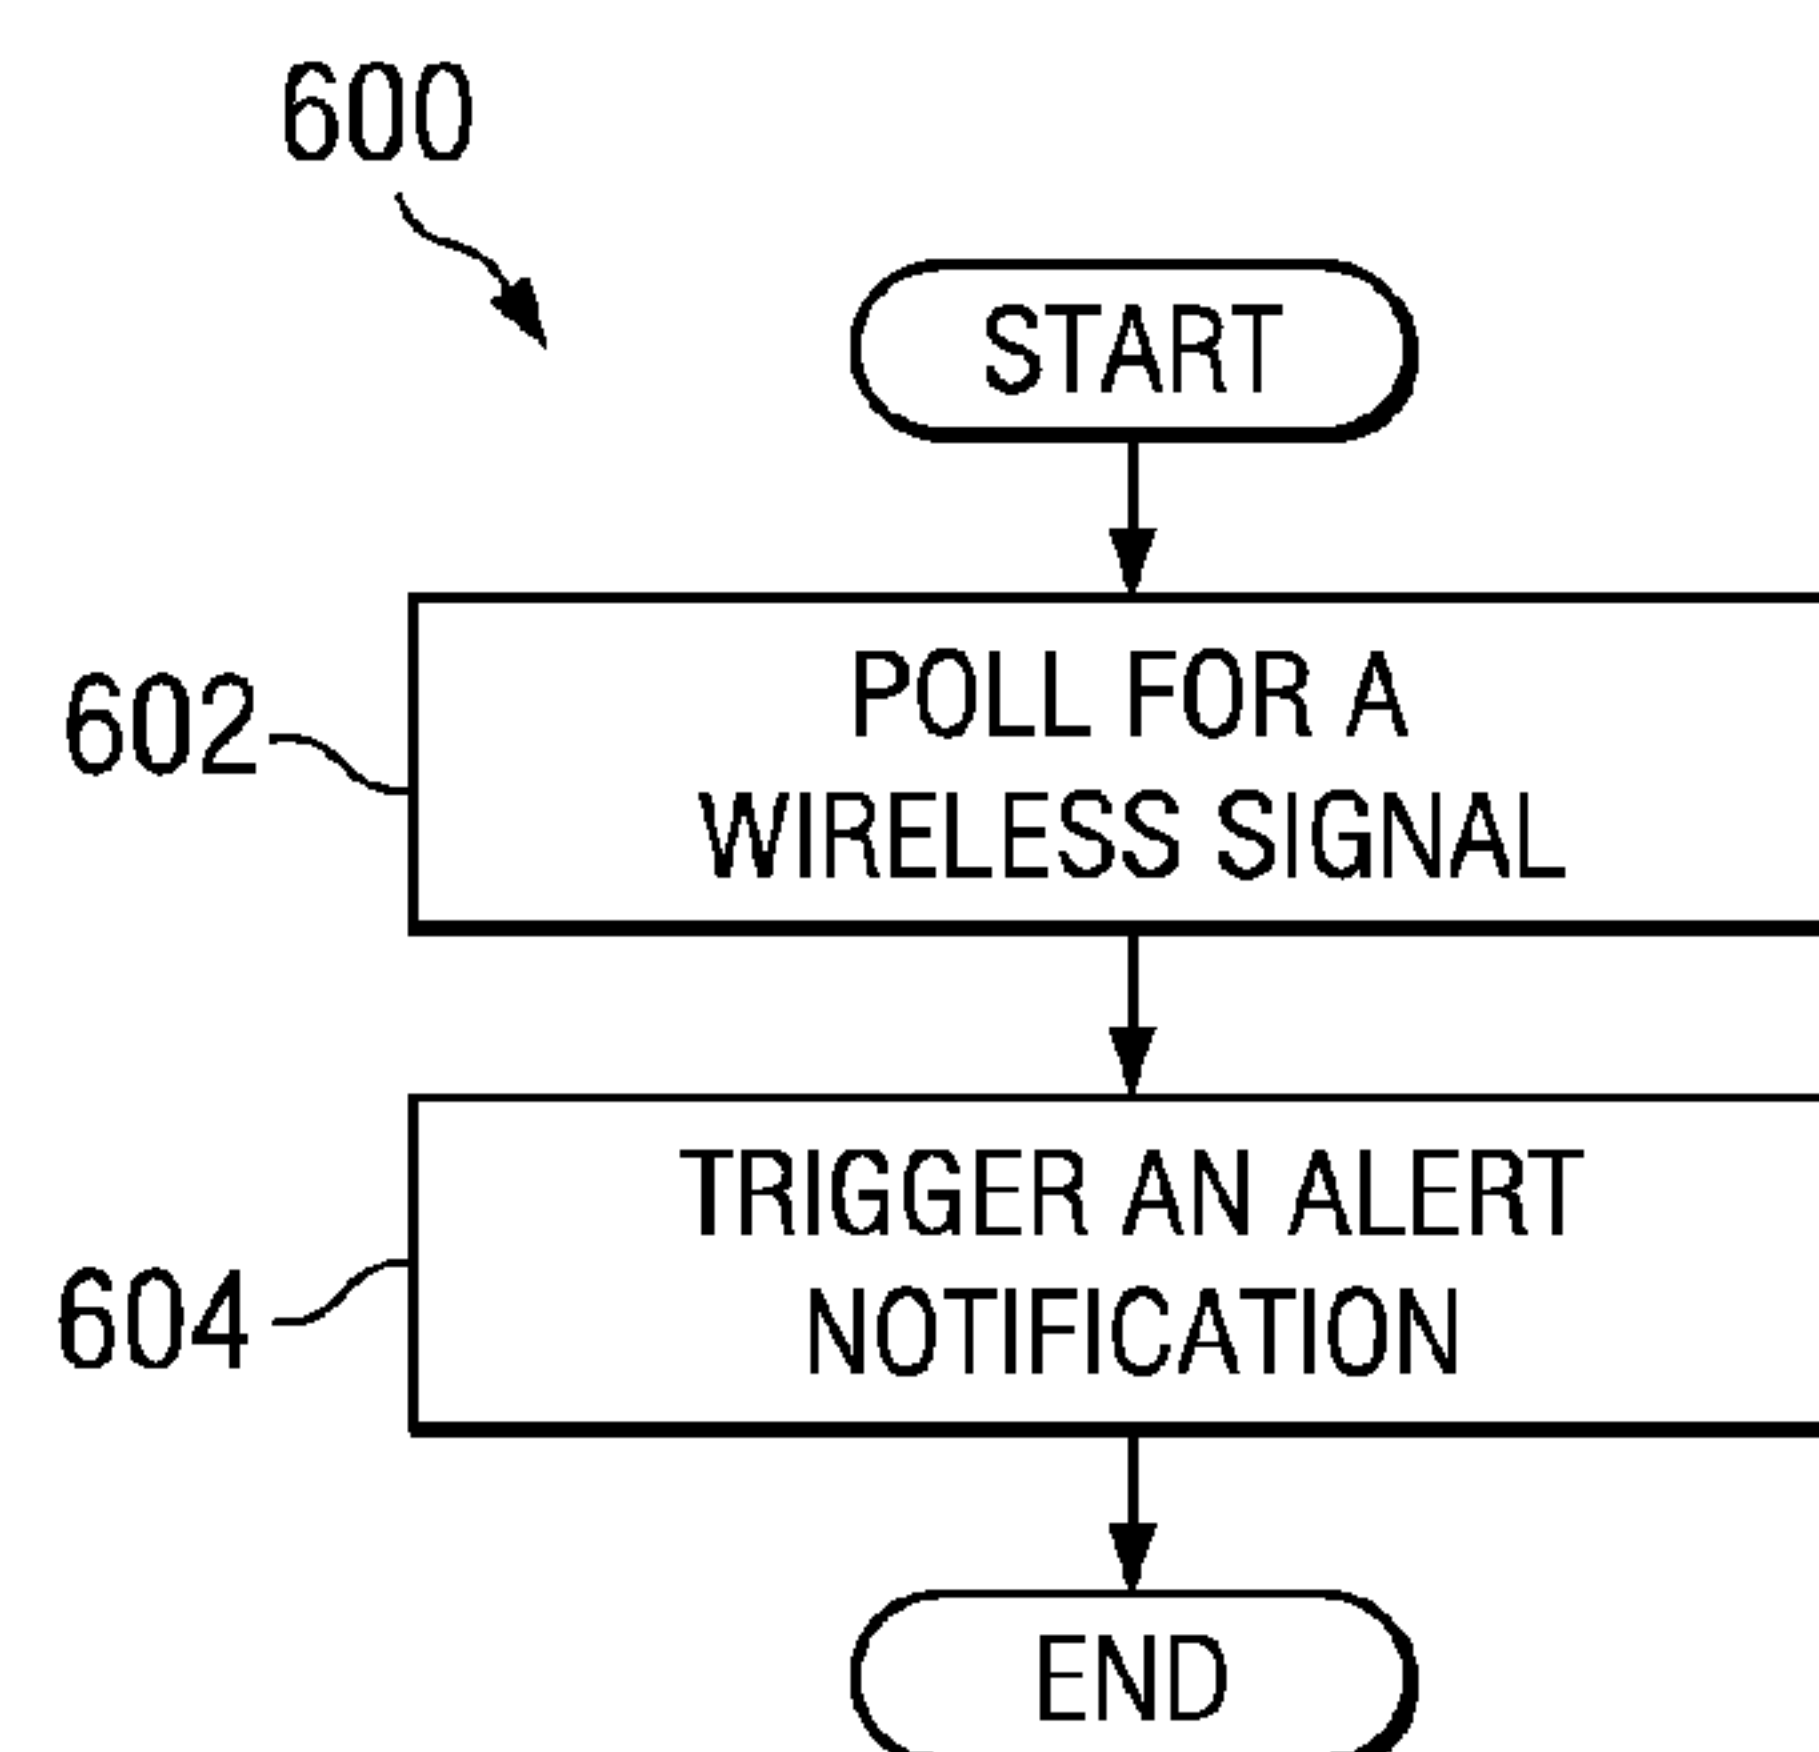 600
START
602
POLL FOR A
WIRELESS SIGNAL
604
TRIGGER AN ALERT
NOTIFICATION
END